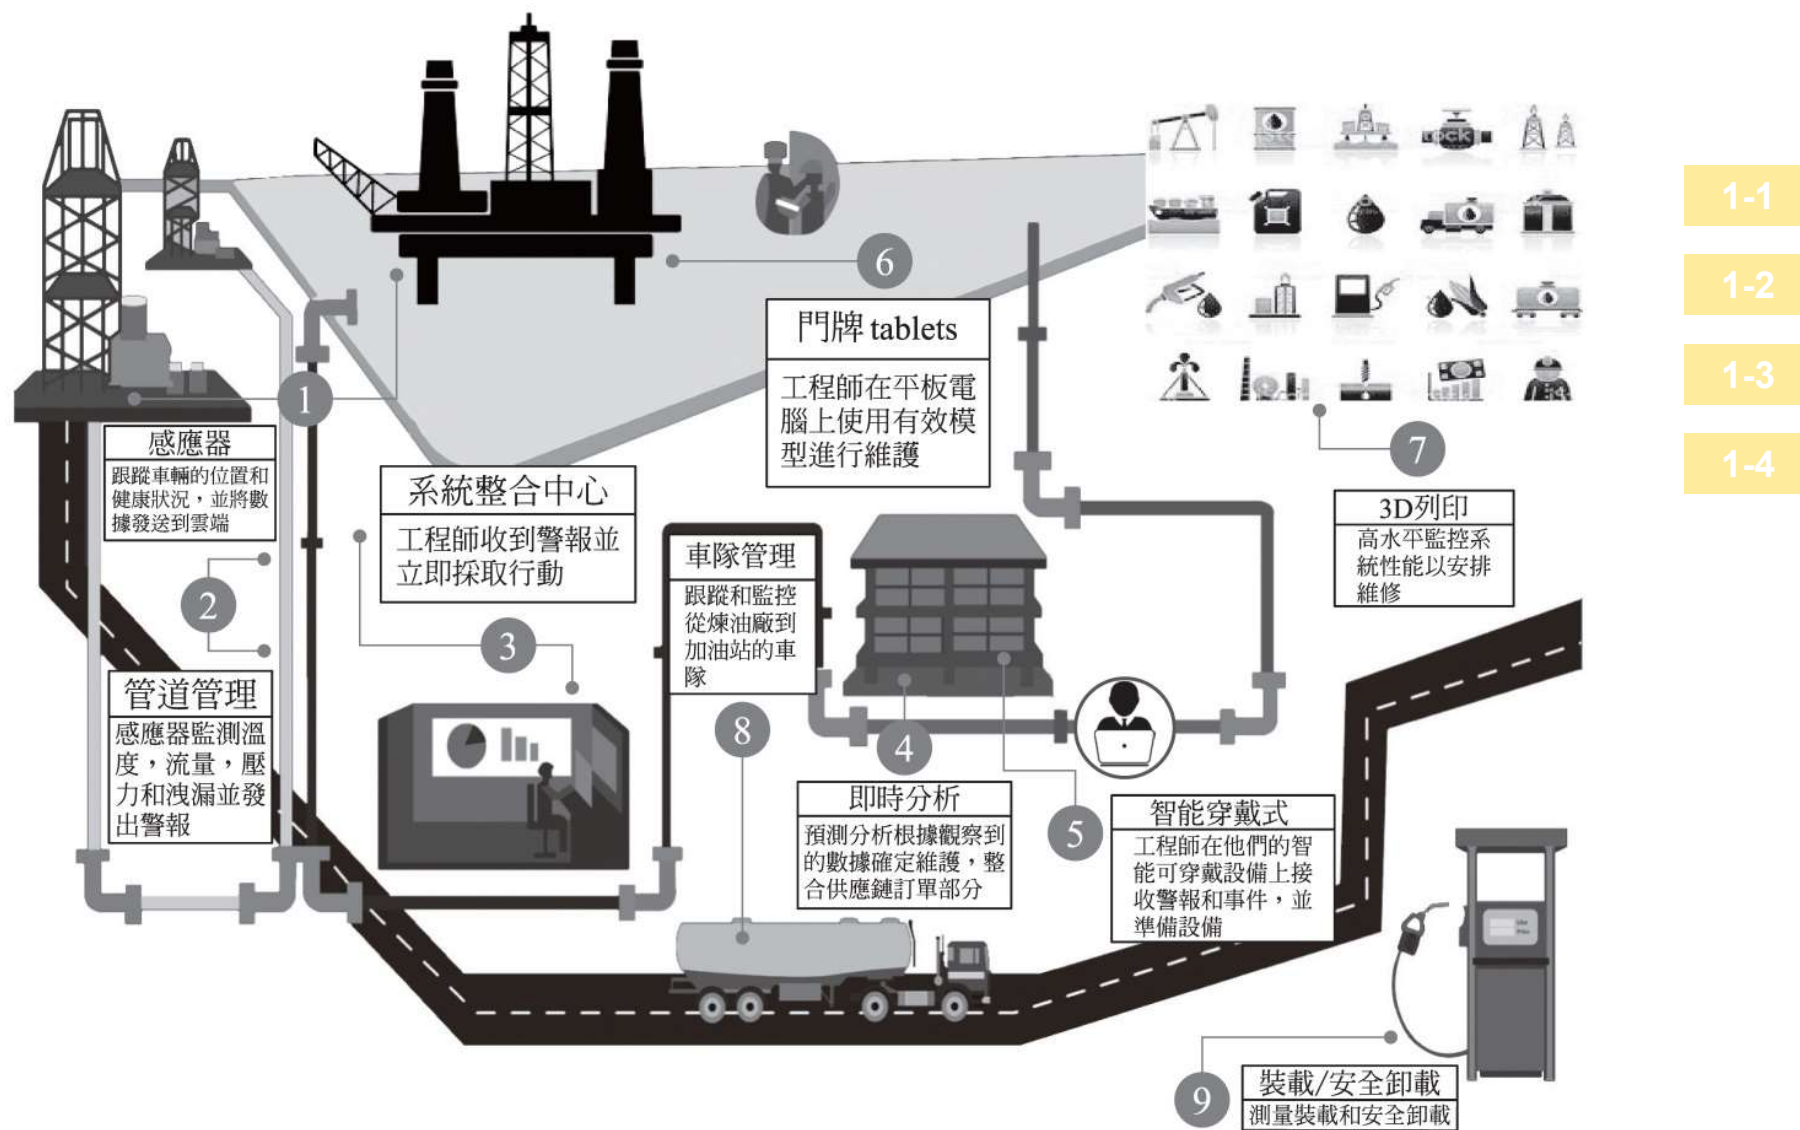 1
感應器
跟蹤車輛的位置和
健康狀況，並將數
據發送到雲端
2
管道管理
感應器監測溫
度，流量，壓
力和洩漏並發
出警報
系統整合中心
工程師收到警報並
立即採取行動
3
車隊管理
跟蹤和監控
從煉油廠到
加油站的車
隊
8
6
門牌 tablets
工程師在平板電
腦上使用有效模
型進行維護
4
即時分析
預測分析根據觀察到
的數據確定維護，整
合供應鏈訂單部分
5
智能穿戴式
工程師在他們的智
能可穿戴設備上接
收警報和事件，並
準備設備
7
3D列印
高水平監控系
統性能以安排
維修
9
裝載/安全卸載
測量裝載和安全卸載
1-1
1-2
1-3
1-4